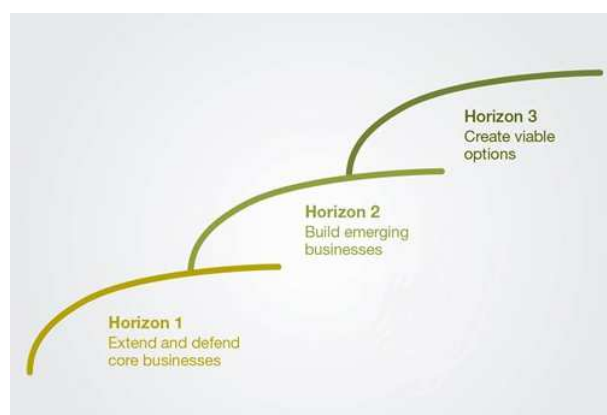 Horizon 3
Create viable
options
Horizon 2
Build emerging
businesses
Horizon 1
Extend and defend
core businesses